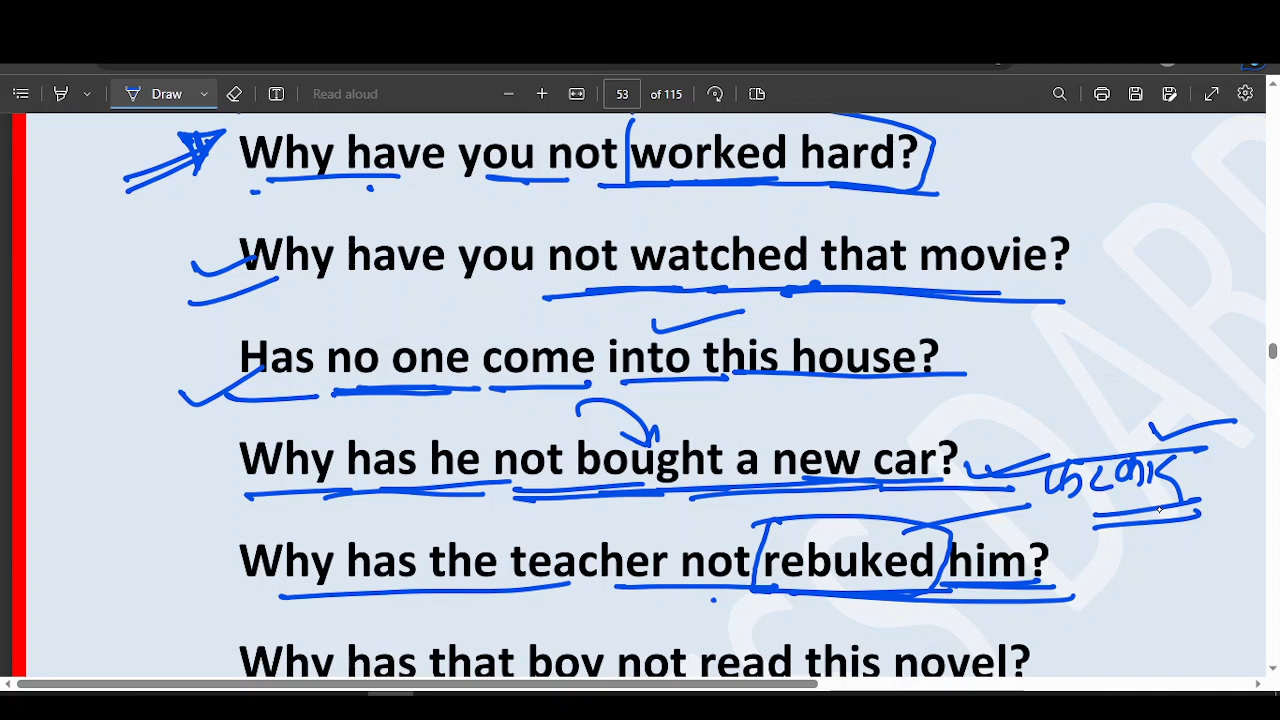 Draw
Read aloud
53 of 115
Why have you not worked hard?
Why have you not watched that movie?
Has no one come into this house?
Why has he not bought a new car?
Why has the teacher not rebuked him?
Why has that boy not read this novel?